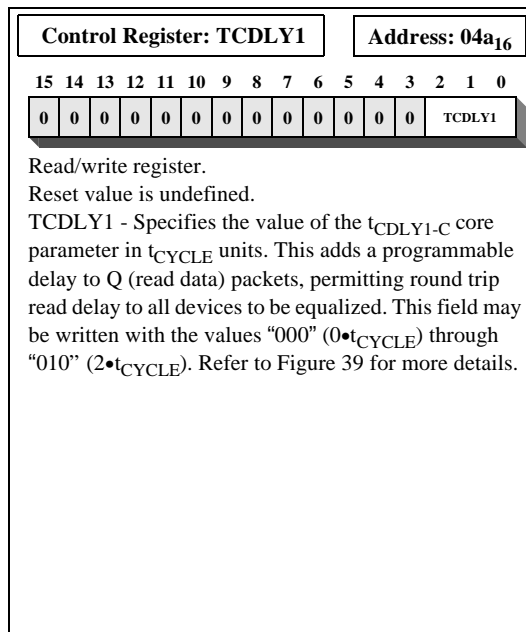 Control Register: TCDLY1
Address: 04a16
15 14 13 12 11 10 9 8 7 6 5 4 3 2 1 0
0 0 0 0 0 0 0 0 0 0 0 0 0 TCDLY1
Read/write register.
Reset value is undefined.
TCDLY1 - Specifies the value of the tCDLY1-C core
parameter in tCYCLE units. This adds a programmable
delay to Q (read data) packets, permitting round trip
read delay to all devices to be equalized. This field may
be written with the values “000” (0•tCYCLE) through
“010” (2•tCYCLE). Refer to Figure 39 for more details.